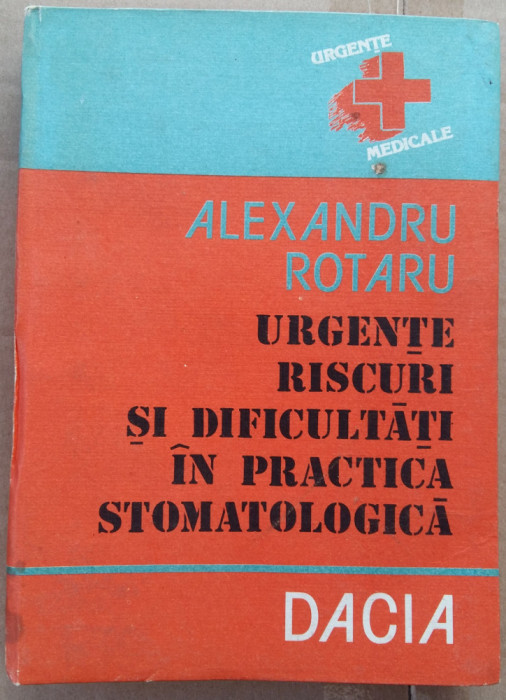 URGENȚE
MEDICALE
ALEXANDRU
ROTARU
URGENȚE
RISCURI
ȘI DIFICULTĂȚI
ÎN PRACTICA
STOMATOLOGICĂ
DACIA